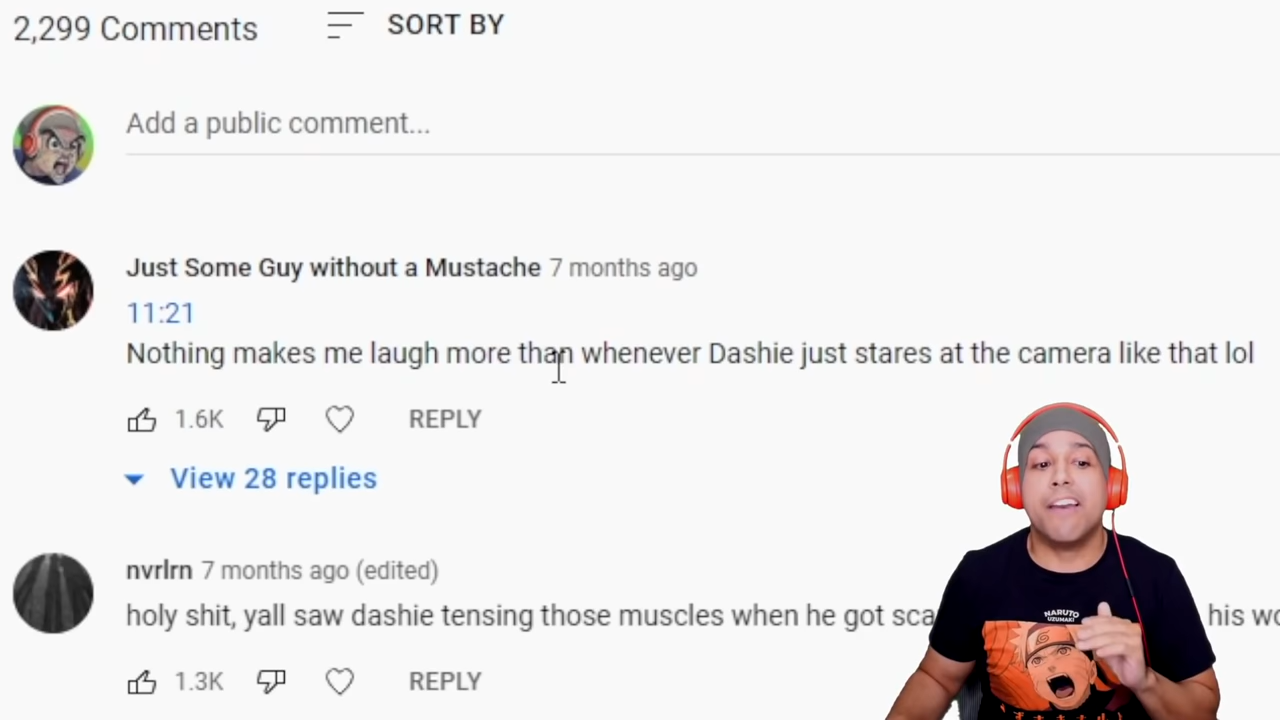 2,299 Comments SORT BY
Add a public comment...
Just Some Guy without a Mustache 7 months ago
11:21
Nothing makes me laugh more than whenever Dashie just stares at the camera like that lol
1.6K REPLY
View 28 replies
nvrlrn 7 months ago (edited)
holy shit, yall saw dashie tensing those muscles when he got his
1.3K REPLY
NARUTO
UZUMAKI